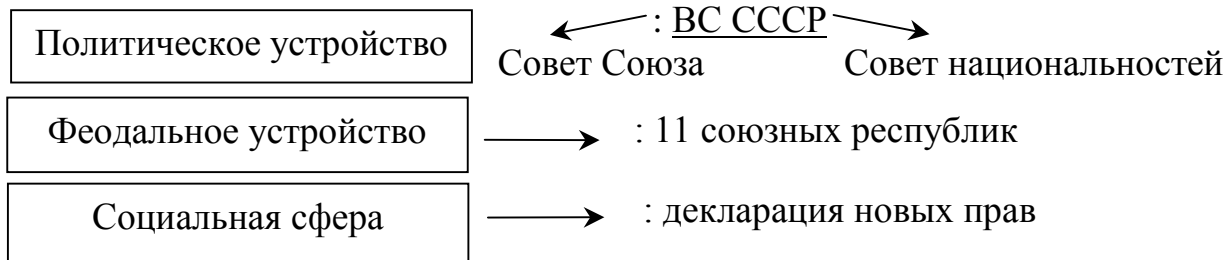 Политическое устройство : ВС СССР
Совет Союза Совет национальностей
Феодальное устройство : 11 союзных республик
Социальная сфера : декларация новых прав